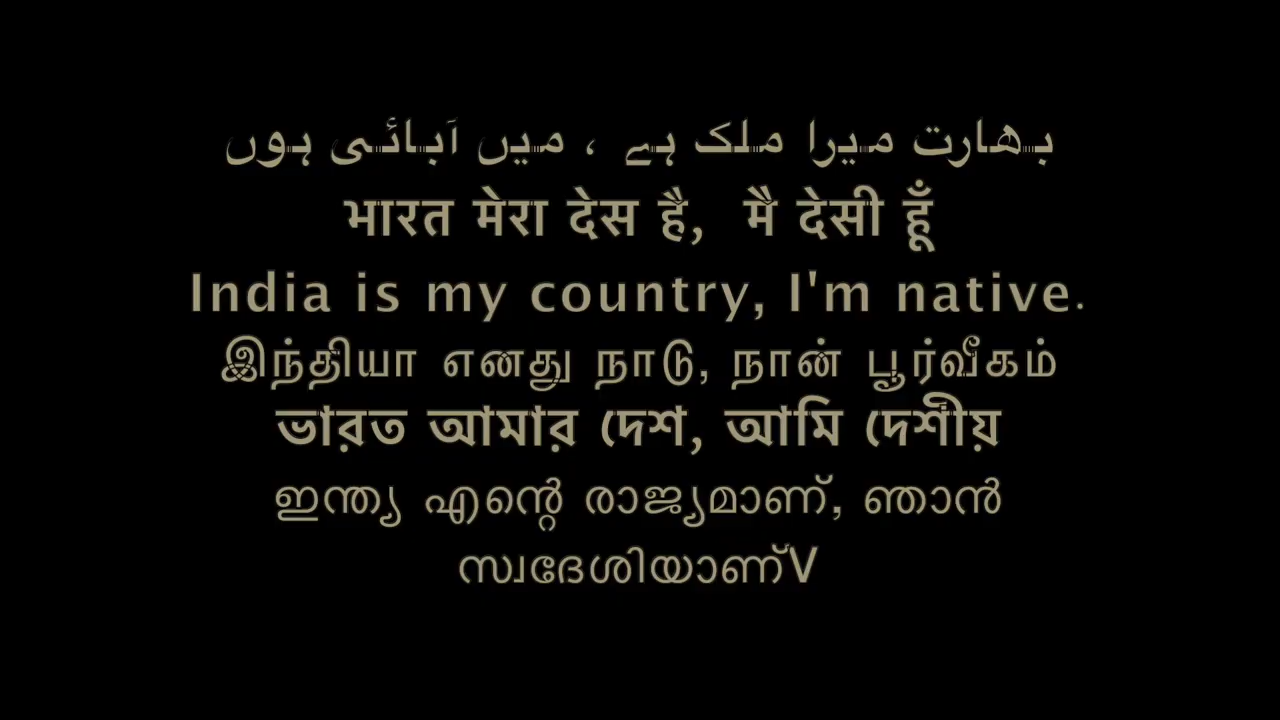 بھارت میرا ملک ہے ، میں آبائی ہوں
भारत मेरा देस है, मै देसी हूँ
India is my country, I'm native.
இந்தியா எனது நாடு, நான் பூர்வீகம்
ভারত আমার দেশ, আমি দেশীয়
ഇന്ത്യ എന്റെ രാജ്യമാണ്, ഞാൻ
സ്വദേശിയാണ്V